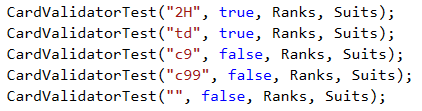 CardValidatorTest("2H", true, Ranks, Suits);
CardValidatorTest("td", true, Ranks, Suits);
CardValidatorTest("c9", false, Ranks, Suits);
CardValidatorTest("c99", false, Ranks, Suits);
CardValidatorTest("", false, Ranks, Suits);